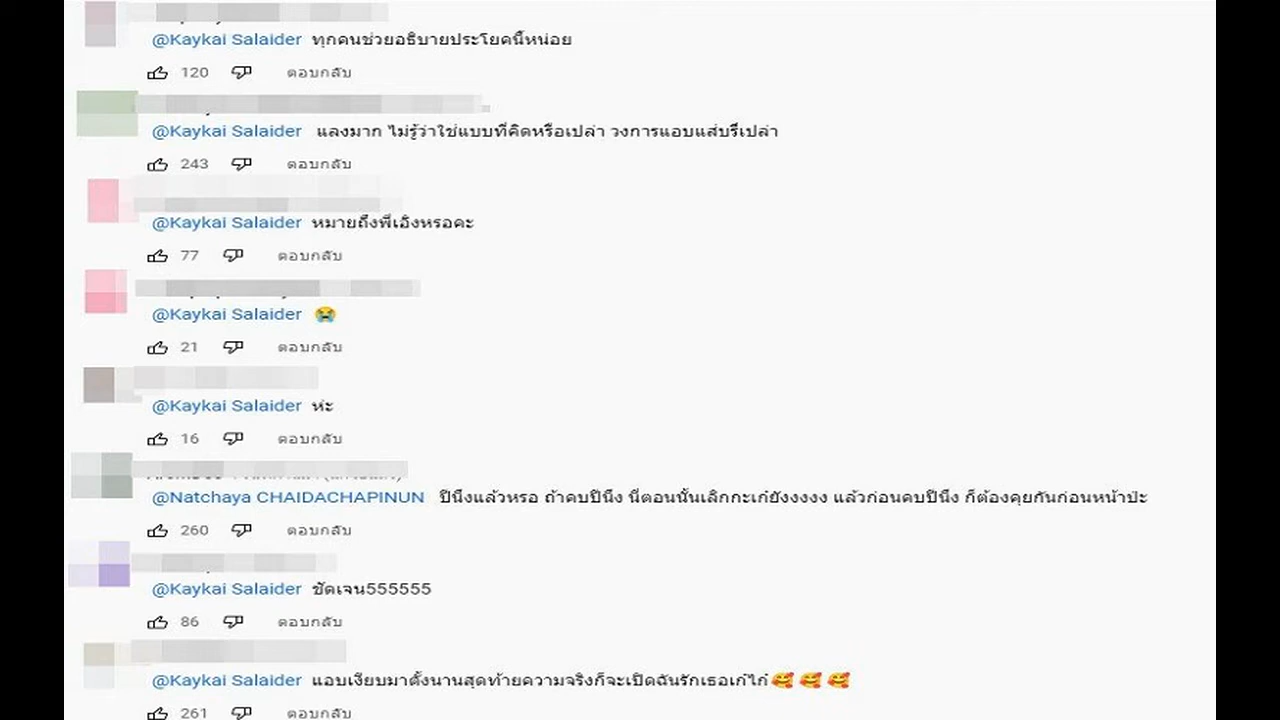 @Kaykai Salaider ทุกคนช่วยอธิบายประโยคนี้หน่อย
120 ตอบกลับ
@Kaykai Salaider แลงมาก ไม่รู้ว่าใช่แบบที่คิดหรือเปล่า วงการแอบแส่บรึเปล่า
243 ตอบกลับ
@Kaykai Salaider หมายถึงพี่เอิงหรอคะ
77 ตอบกลับ
@Kaykai Salaider 😭
21 ตอบกลับ
@Kaykai Salaider ห่ะ
16 ตอบกลับ
@Natchaya CHAIDACHAPINUN ปีนึงแล้วหรอ ถ้าคบปีนึง นี่ตอนนั้นเลิกกะเก๋ยังงงงง แล้วก่อนคบปีนึง ก็ต้องคุยกันก่อนหน้าป่ะ
260 ตอบกลับ
@Kaykai Salaider ชัดเจน555555
86 ตอบกลับ
@Kaykai Salaider แอบเงียบมาตั้งนานสุดท้ายความจริงก็จะเปิดฉันรักเธอเก๋ไก๋🥰🥰🥰
261 ตอบกลับ